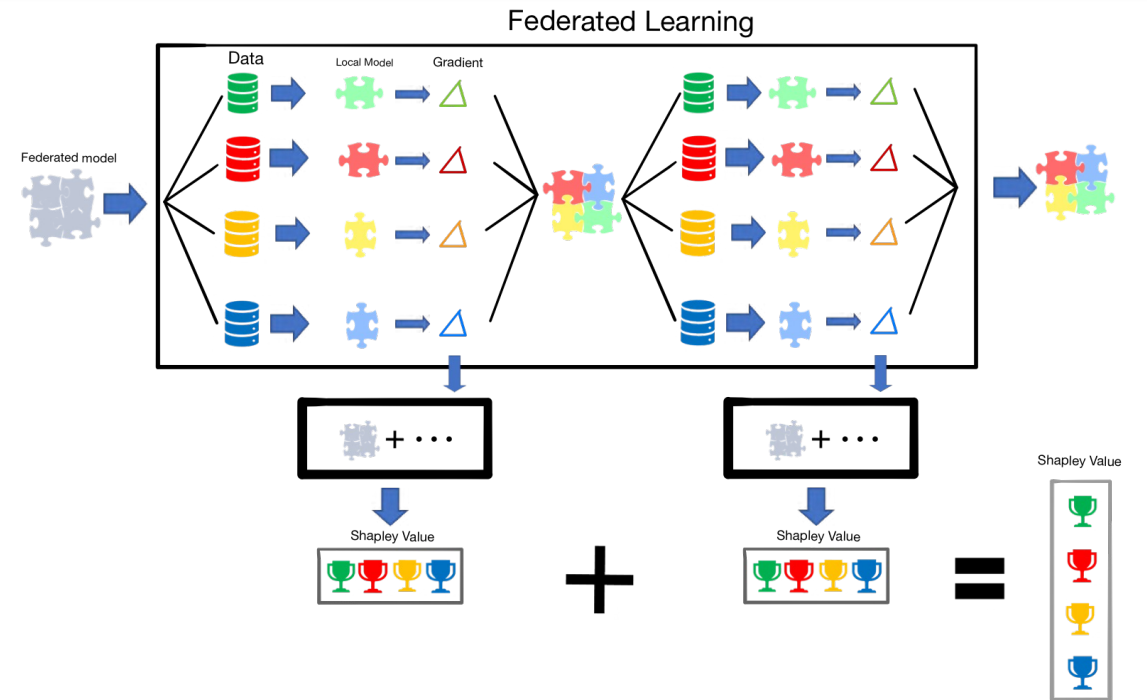 Federated Learning
Data
Local Model
Gradient
Federated model
+ ···
+ ···
Shapley Value
Shapley Value
Shapley Value
+
=